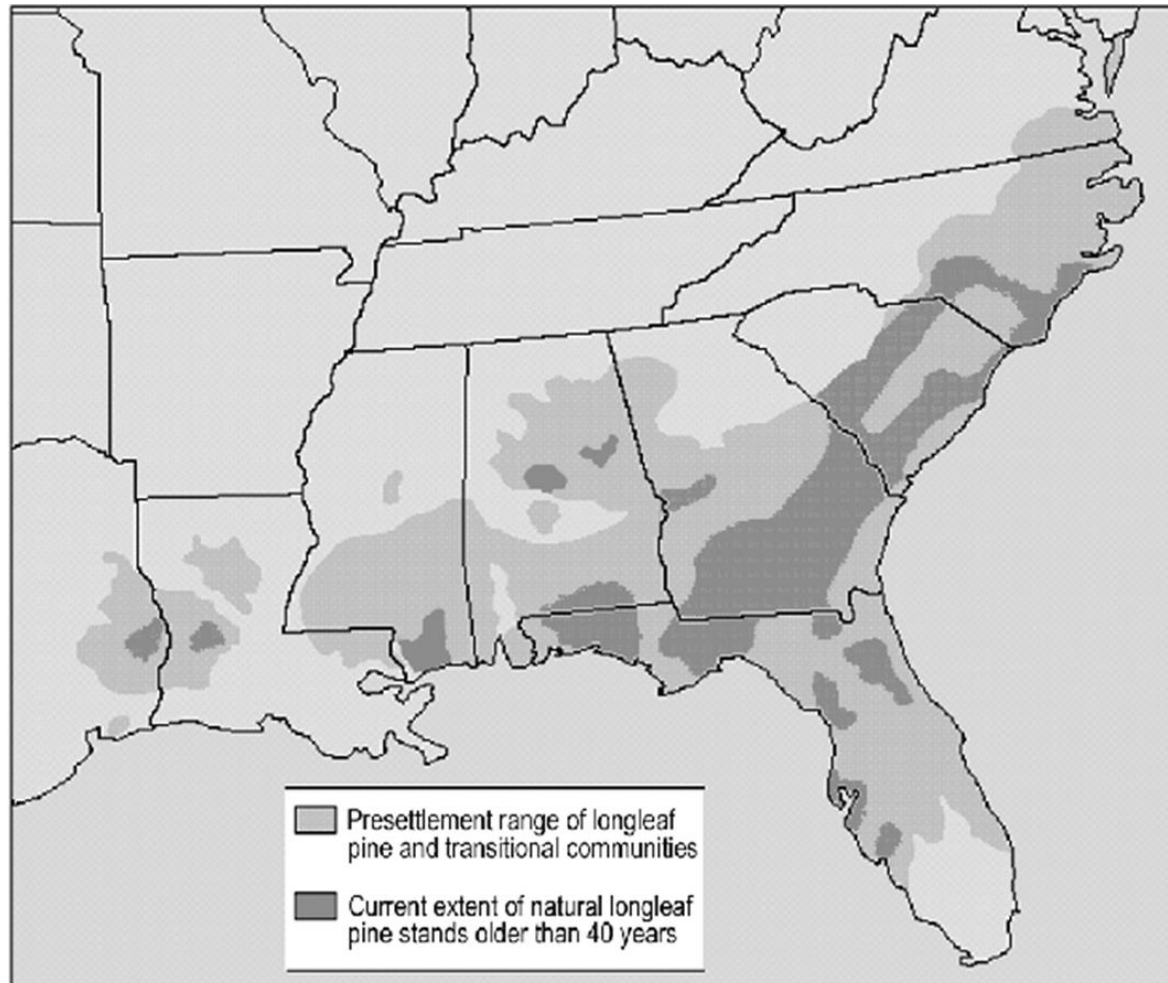 Presettlement range of longleaf
pine and transitional communities
Current extent of natural longleaf
pine stands older than 40 years